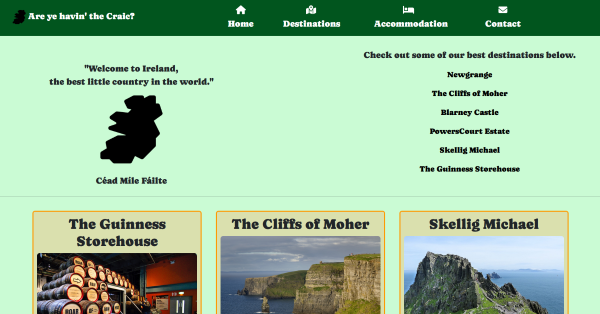 Are ye havin' the Craic?
Home
Destinations
Accommodation
Contact
"Welcome to Ireland,
the best little country in the world."
Céad Míle Fáilte
Check out some of our best destinations below.
Newgrange
The Cliffs of Moher
Blarney Castle
PowersCourt Estate
Skellig Michael
The Guinness Storehouse
The Guinness
Storehouse
The Cliffs of Moher
Skellig Michael